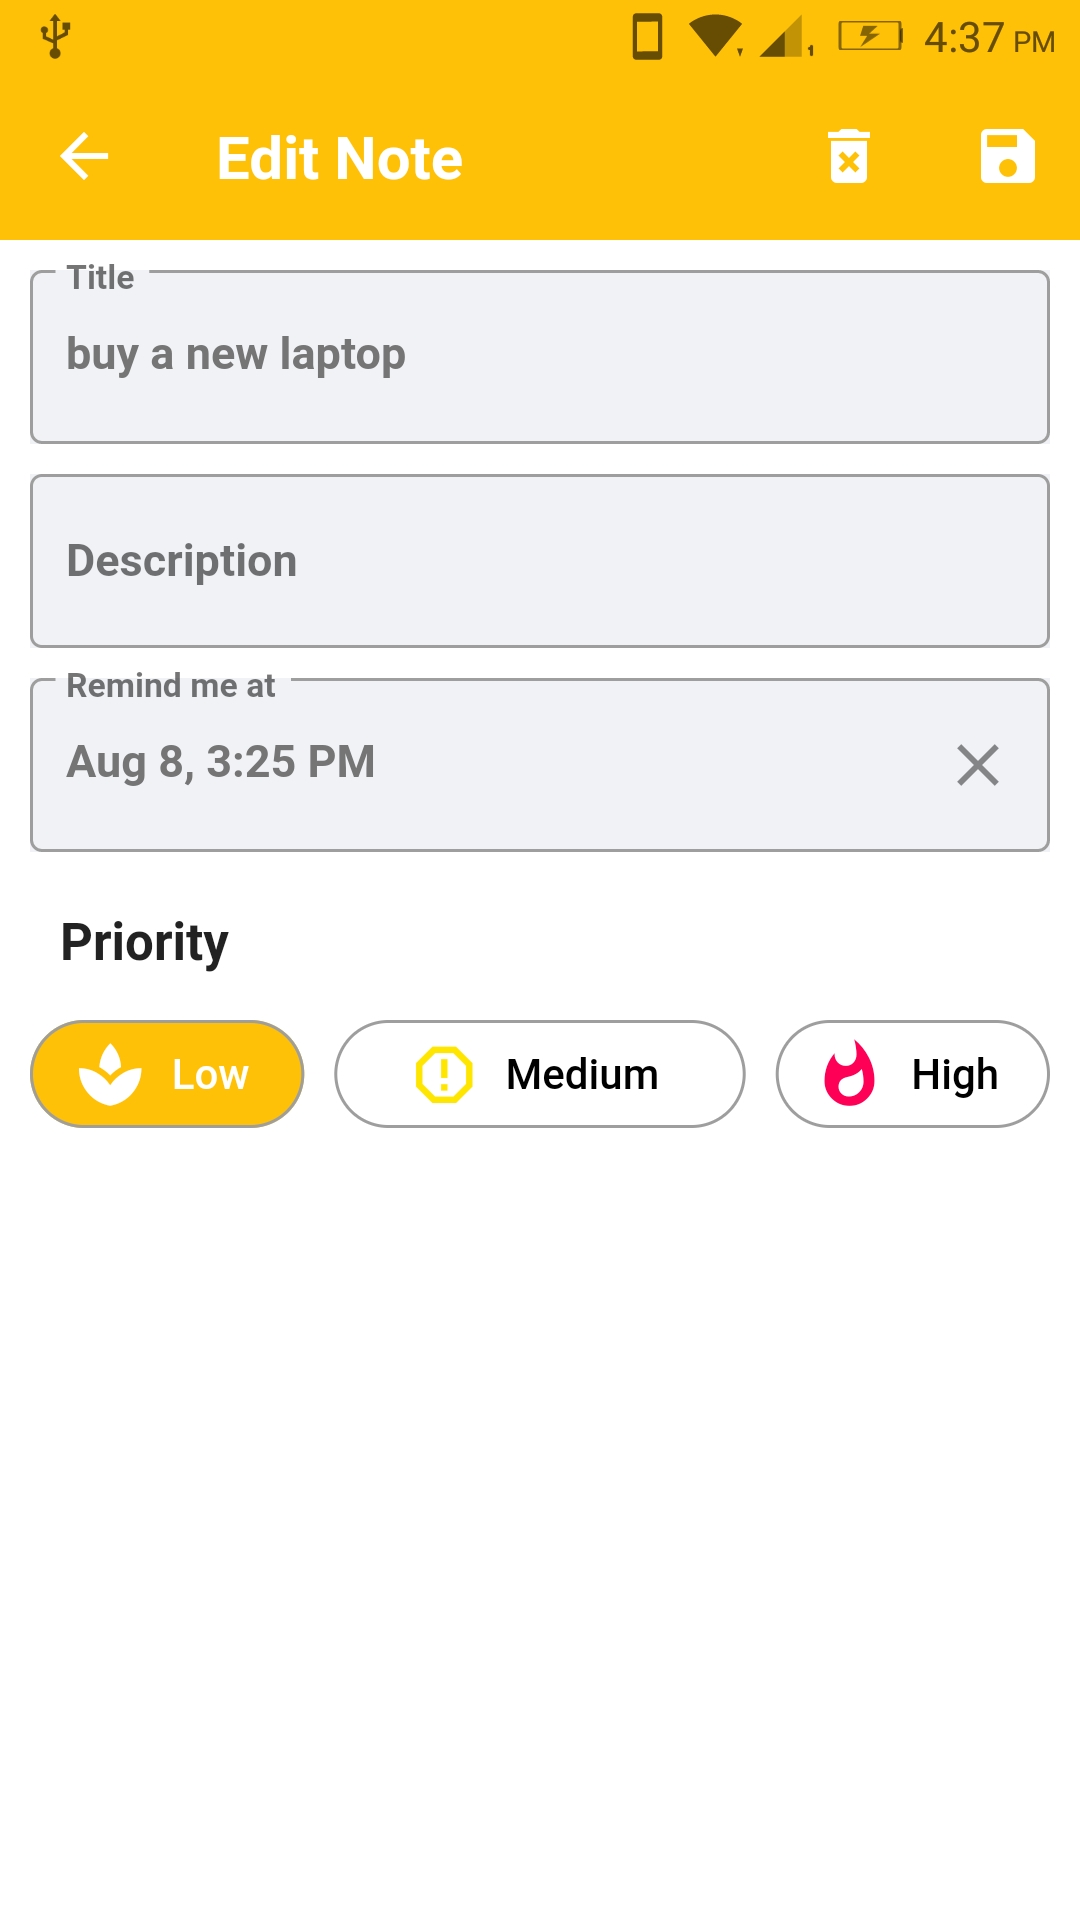 4:37 PM
Edit Note
Title
buy a new laptop
Description
Remind me at
Aug 8, 3:25 PM
Priority
Low
Medium
High